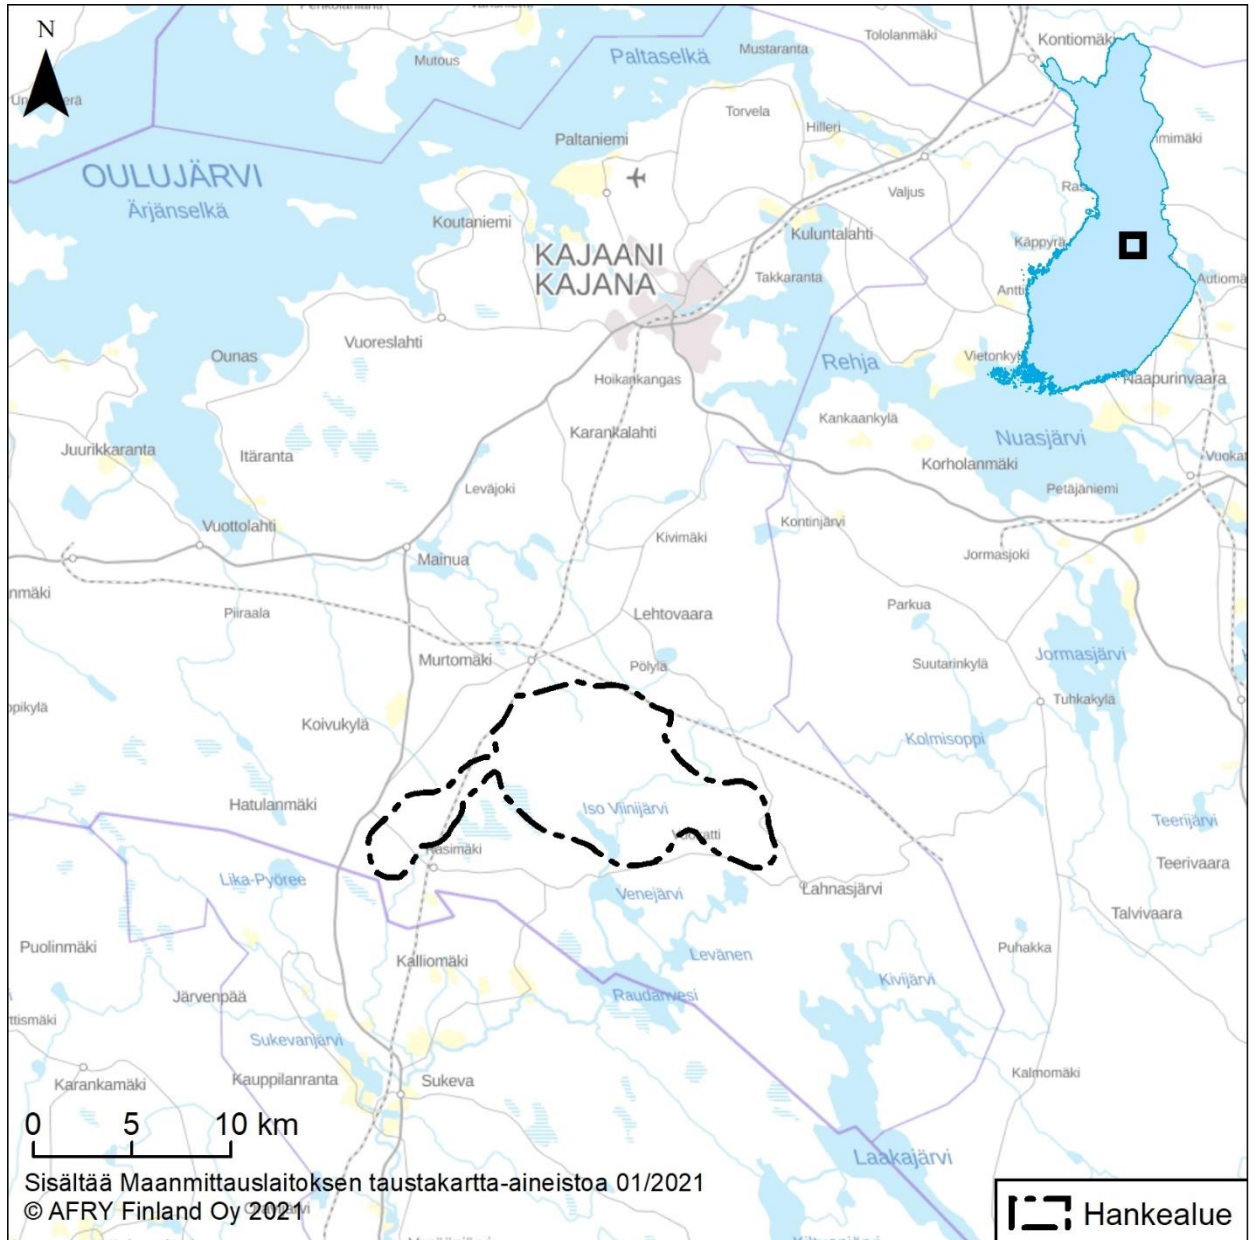 N
Paltaselkä
Mustaranta
Tololanmäki
Kontiomäki
Mutous
Torvela
Hilleri
Paltaniemi
OULUJÄRVI
Ärjänselkä
Koutaniemi
Valjus
KAJAANI
KAJANA
Kuluntalahti
Käppyrä
Takkaranta
Vuoreslahti
Ounas
Rehja
Hoikankangas
Naapurinvaara
Kankaankylä
Karankalahti
Nuasjärvi
Juurikkaranta
Itäranta
Korholanmäki
Leväjoki
Petäjäniemi
Vuottolahti
Kontinjärvi
Kivimäki
Mainua
Jormasjoki
Piiraala
Lehtovaara
Parkua
Murtomäki
Pölylä
Suutarinkylä
Jormasjärvi
Tuhkakylä
Koivukylä
Kolmisoppi
Hatulanmäki
Iso Viinijärvi
Teerijärvi
Teerivaara
Lika-Pyöree
Venejärvi
Lahnasjärvi
Talvivaara
Puolinmäki
Kalliomäki
Levänen
Puhakka
Kivijärvi
Järvenpää
Raudanvesi
Sukevanjärvi
Karankamäki
Kauppilanranta
Sukeva
Kalmomäki
0 5 10 km
Laakajärvi
Sisältää Maanmittauslaitoksen taustakartta-aineistoa 01/2021
© AFRY Finland Oy 2021
Hankealue